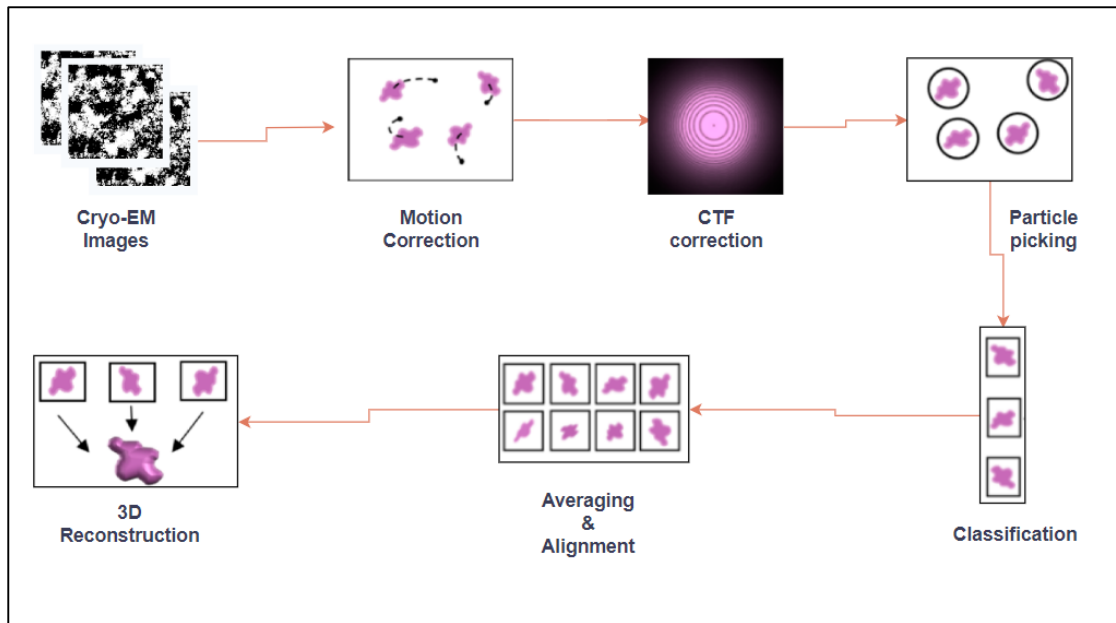 Cryo-EM
Images
Motion
Correction
CTF
correction
Particle
picking
3D
Reconstruction
Averaging
&
Alignment
Classification